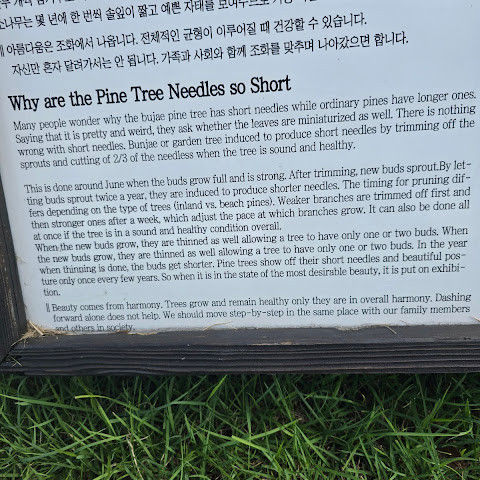 소나무는 몇 년에 한 번씩 솔잎이 짧고 예쁜 자태를 보여주므로
아름다움은 조화에서 나옵니다. 전체적인 균형이 이루어질 때 건강할 수 있습니다.
자신만 혼자 달려가서는 안 됩니다. 가족과 사회와 함께 조화를 맞추며 나아갔으면 합니다.
Why are the Pine Tree Needles so Short
Many people wonder why the bujae pine tree has short needles while ordinary pines have longer ones.
Saying that it is pretty and weird, they ask whether the leaves are miniaturized as well. There is nothing
wrong with short needles. Bunjae or garden tree induced to produce short needles by trimming off the
sprouts and cutting of 2/3 of the needless when the tree is sound and healthy.
This is done around June when the buds grow full and is strong. After trimming, new buds sprout.By let-
ting buds sprout twice a year, they are induced to produce shorter needles. The timing for pruning dif-
fers depending on the type of trees (inland vs. beach pines). Weaker branches are trimmed off first and
then stronger ones after a week, which adjust the pace at which branches grow. It can also be done all
at once if the tree is in a sound and healthy condition overall.
When the new buds grow, they are thinned as well allowing a tree to have only one or two buds. When
the new buds grow, they are thinned as well allowing a tree to have only one or two buds. In the year
when thinning is done, the buds get shorter. Pine trees show off their short needles and beautiful pos-
ture only once every few years. So when it is in the state of the most desirable beauty, it is put on exhibi-
tion.
∥ Beauty comes from harmony. Trees grow and remain healthy only they are in overall harmony. Dashing
forward alone does not help. We should move step-by-step in the same place with our family members
and others in society.